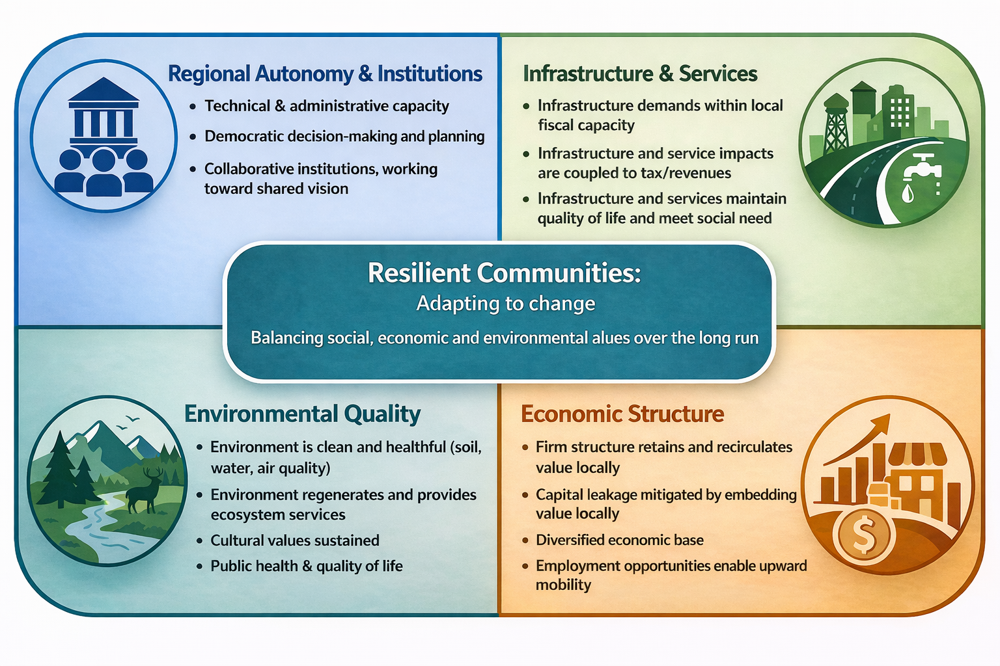 Regional Autonomy & Institutions
• Technical & administrative capacity
• Democratic decision-making and planning
• Collaborative institutions, working
toward shared vision
Infrastructure & Services
• Infrastructure demands within local
fiscal capacity
• Infrastructure and service impacts
are coupled to tax/revenues
• Infrastructure and services maintain
quality of life and meet social need
Resilient Communities:
Adapting to change
Balancing social, economic and environmental alues over the long run
Environmental Quality
• Environment is clean and healthful (soil,
water, air quality)
• Environment regenerates and provides
ecosystem services
• Cultural values sustained
• Public health & quality of life
Economic Structure
• Firm structure retains and recirculates
value locally
• Capital leakage mitigated by embedding
value locally
• Diversified economic base
• Employment opportunities enable upward
mobility
$